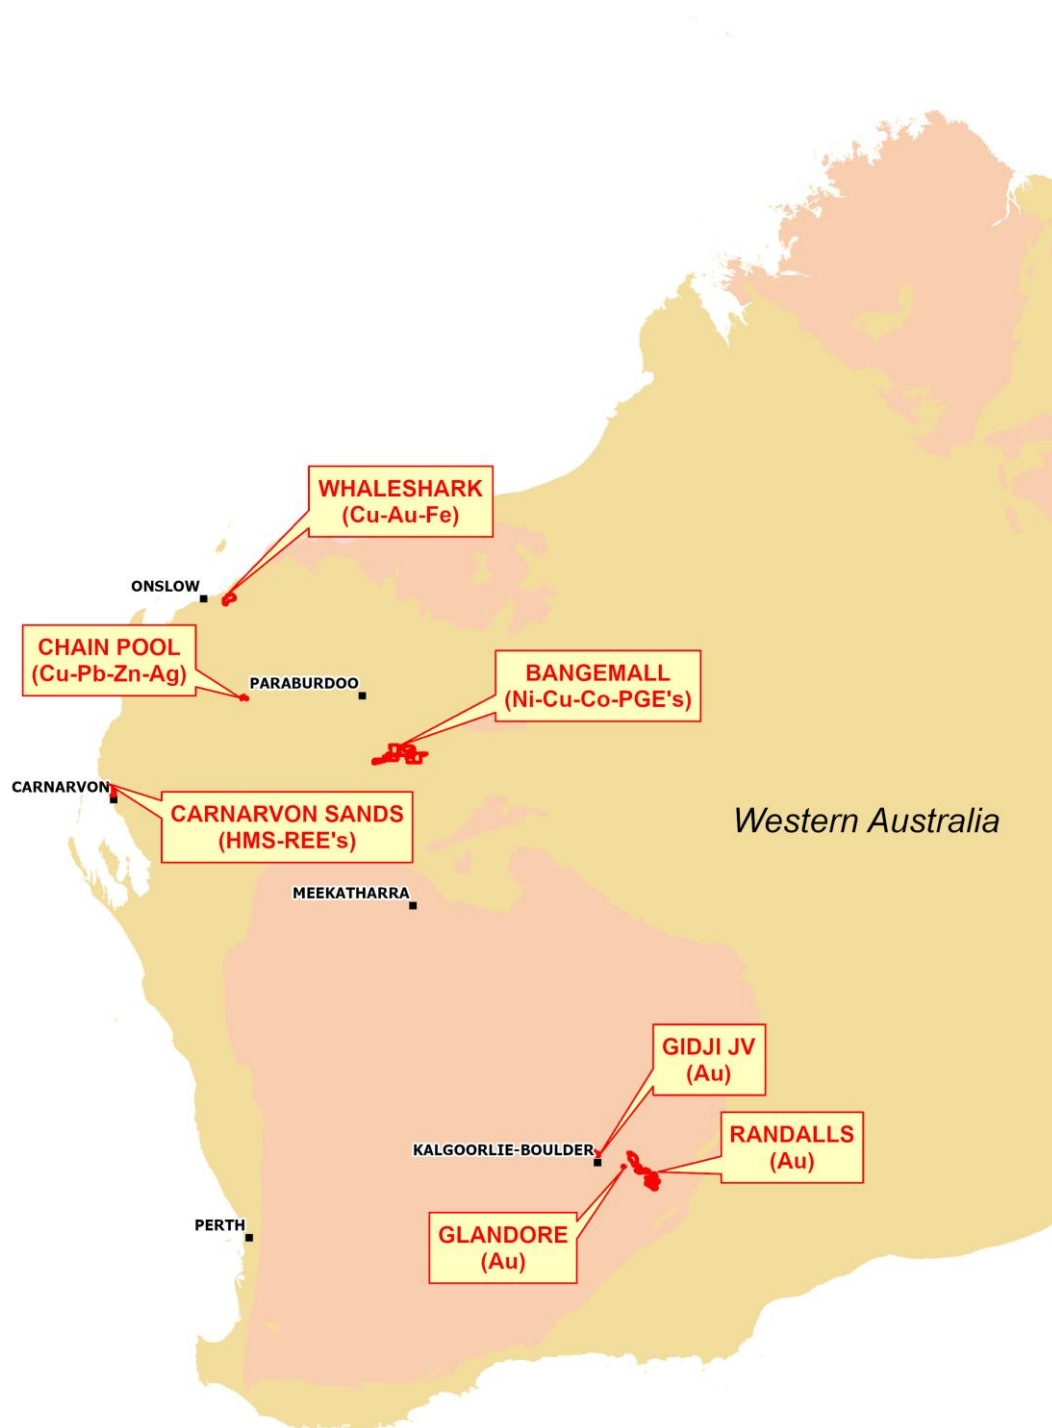 WHALESHARK
(Cu-Au-Fe)
ONSLOW
CHAIN POOL
(Cu-Pb-Zn-Ag)
PARABURDOO
BANGEMALL
(Ni-Cu-Co-PGE's)
CARNARVON
CARNARVON SANDS
(HMS-REE's)
Western Australia
MEEKATHARRA
GIDJI JV
(Au)
KALGOORLIE-BOULDER
RANDALLS
(Au)
PERTH
GLANDORE
(Au)